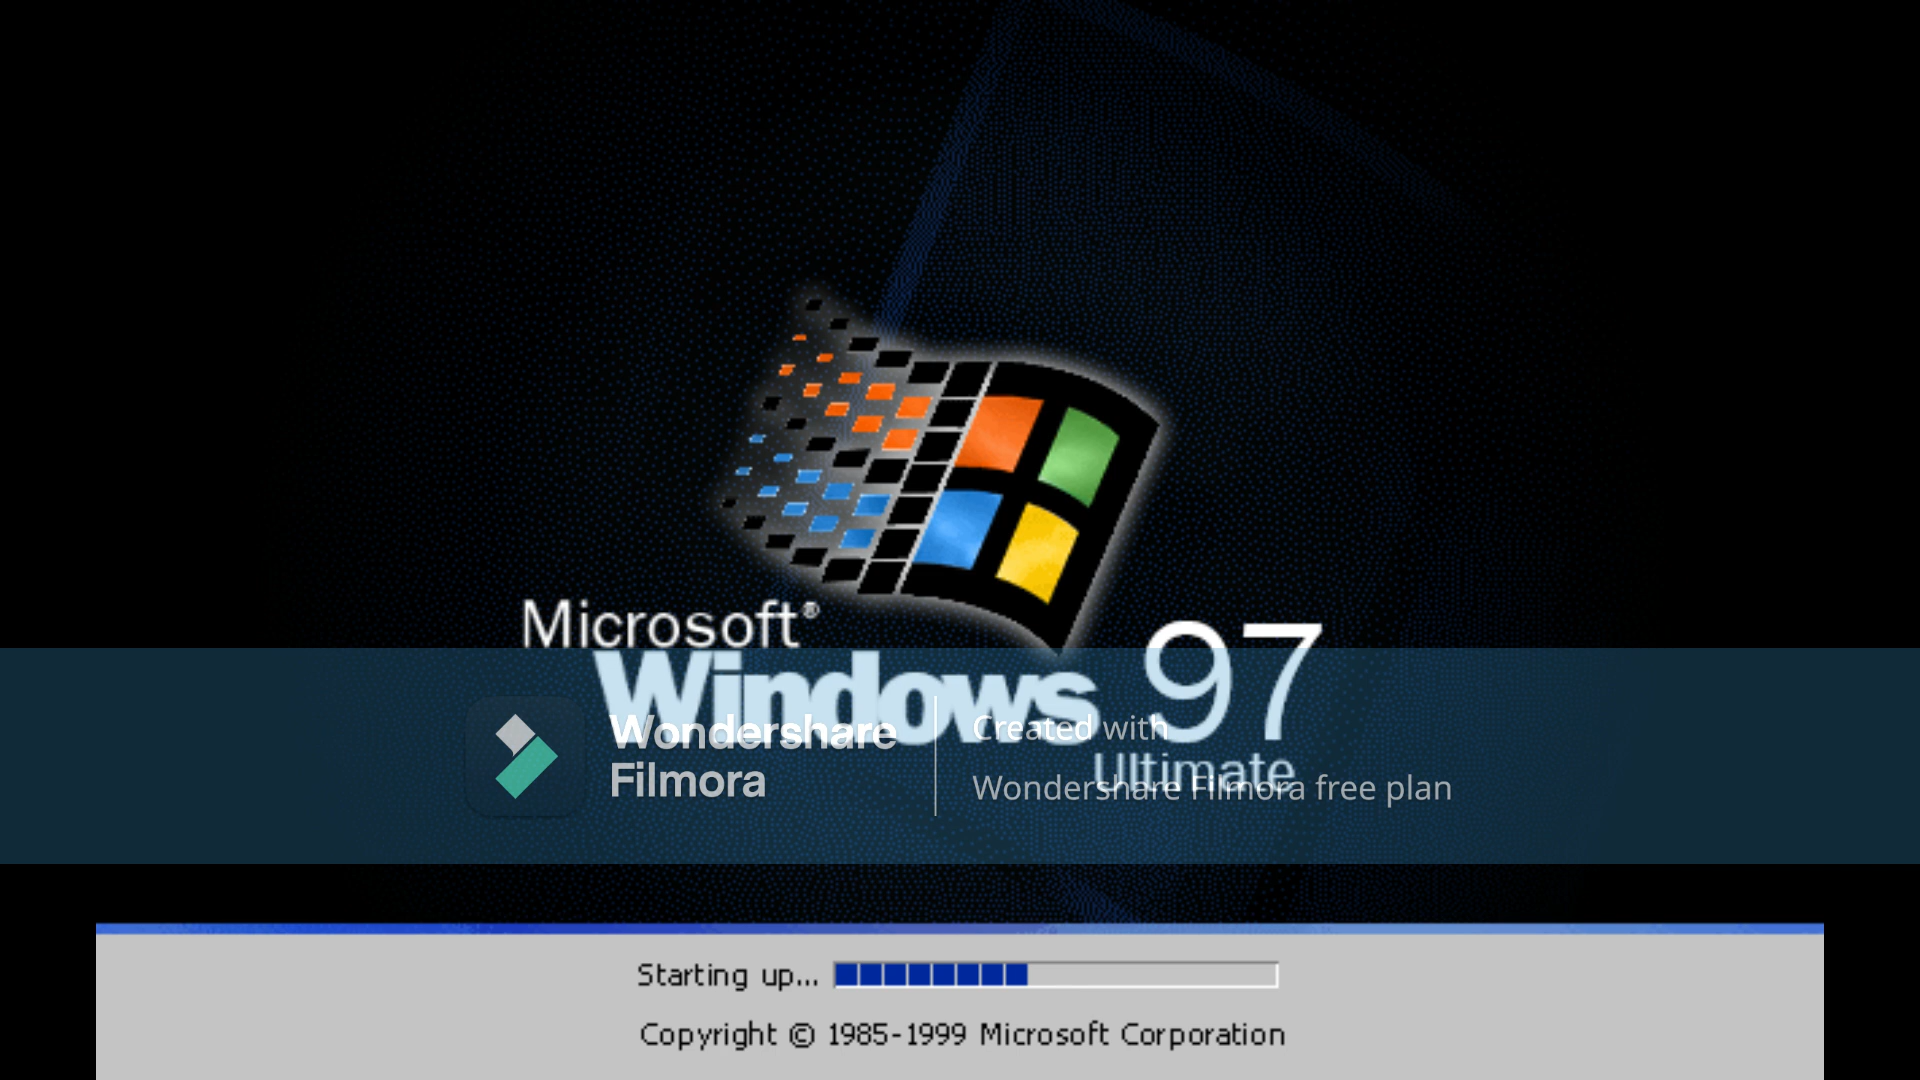 Microsoft®
Windows 97
Ultimate
Wondershare
Filmora
Created with
Wondershare Filmora free plan
Starting up...
Copyright © 1985-1999 Microsoft Corporation